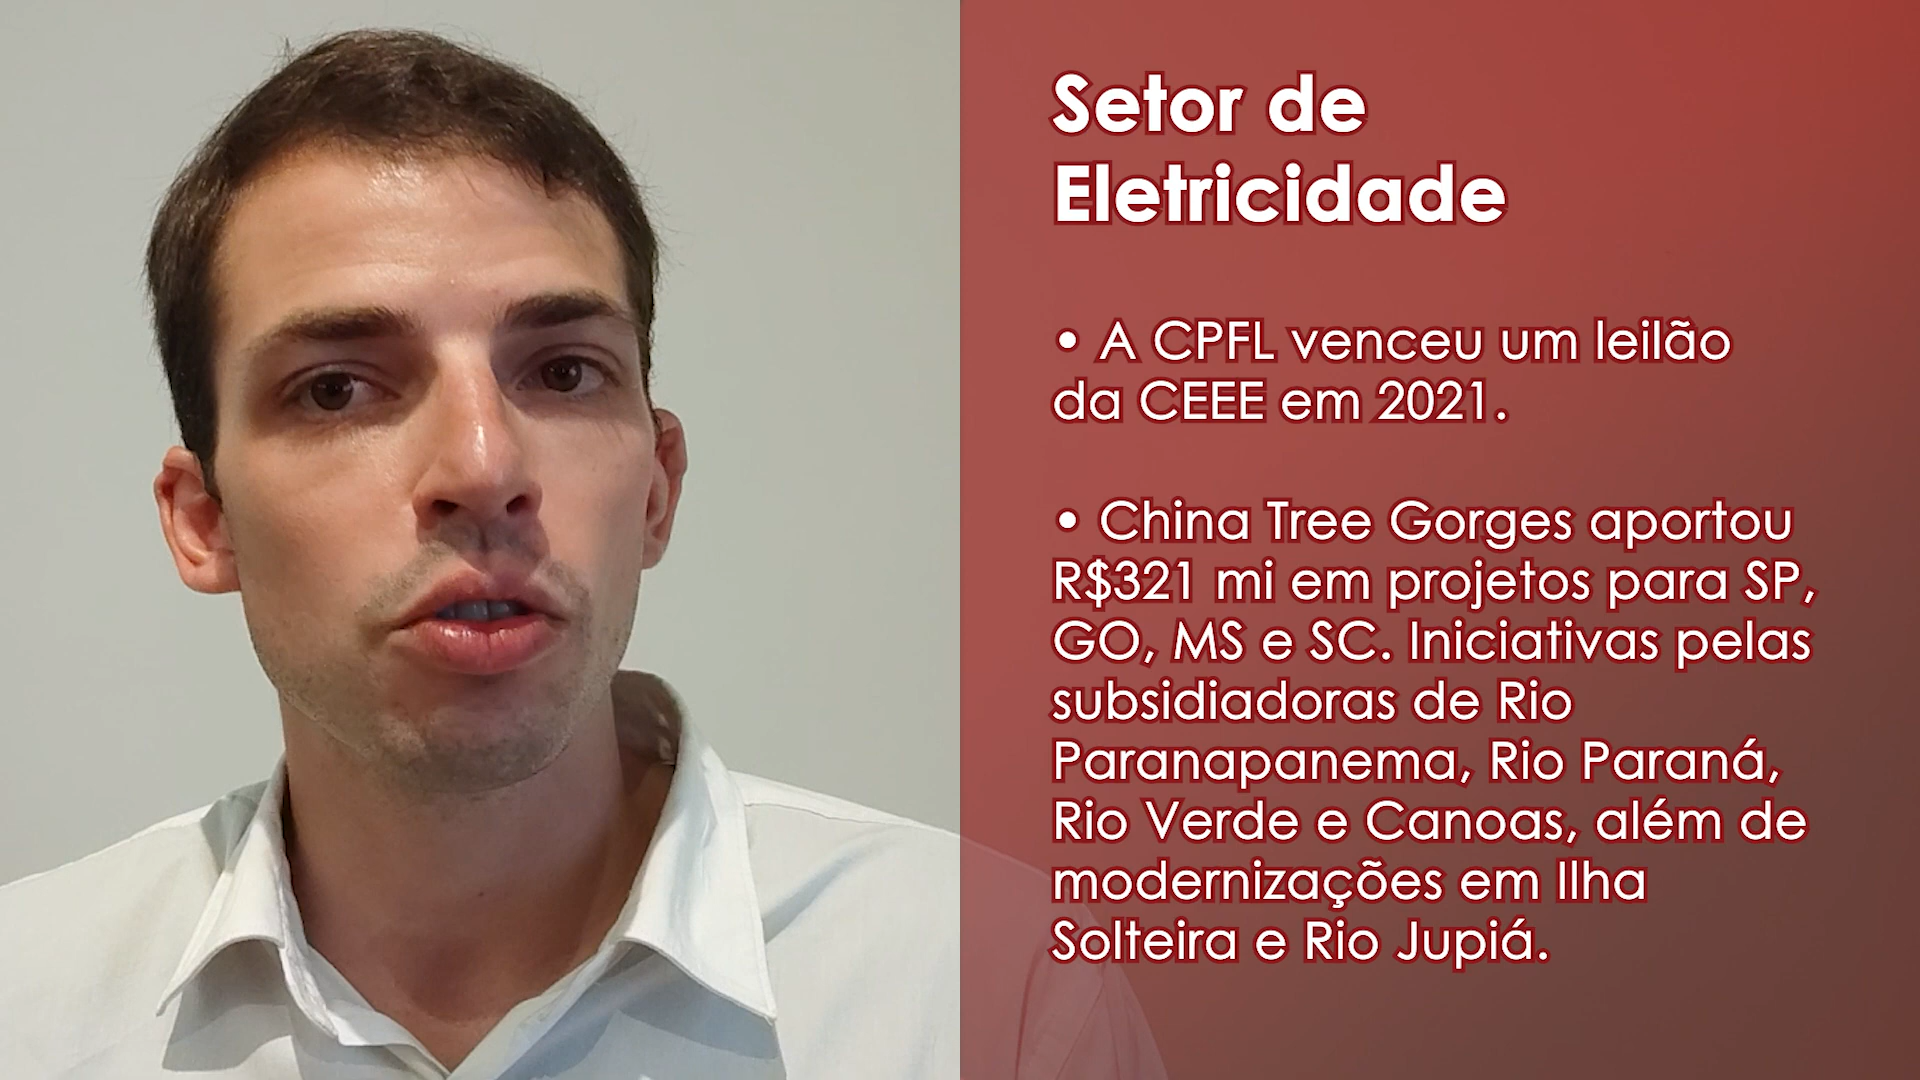 Setor de
Eletricidade
• A CPFL venceu um leilão
da CEEE em 2021.
• China Tree Gorges aportou
R$321 mi em projetos para SP,
GO, MS e SC. Iniciativas pelas
subsidiadoras de Rio
Paranapanema, Rio Paraná,
Rio Verde e Canoas, além de
modernizações em Ilha
Solteira e Rio Jupiá.